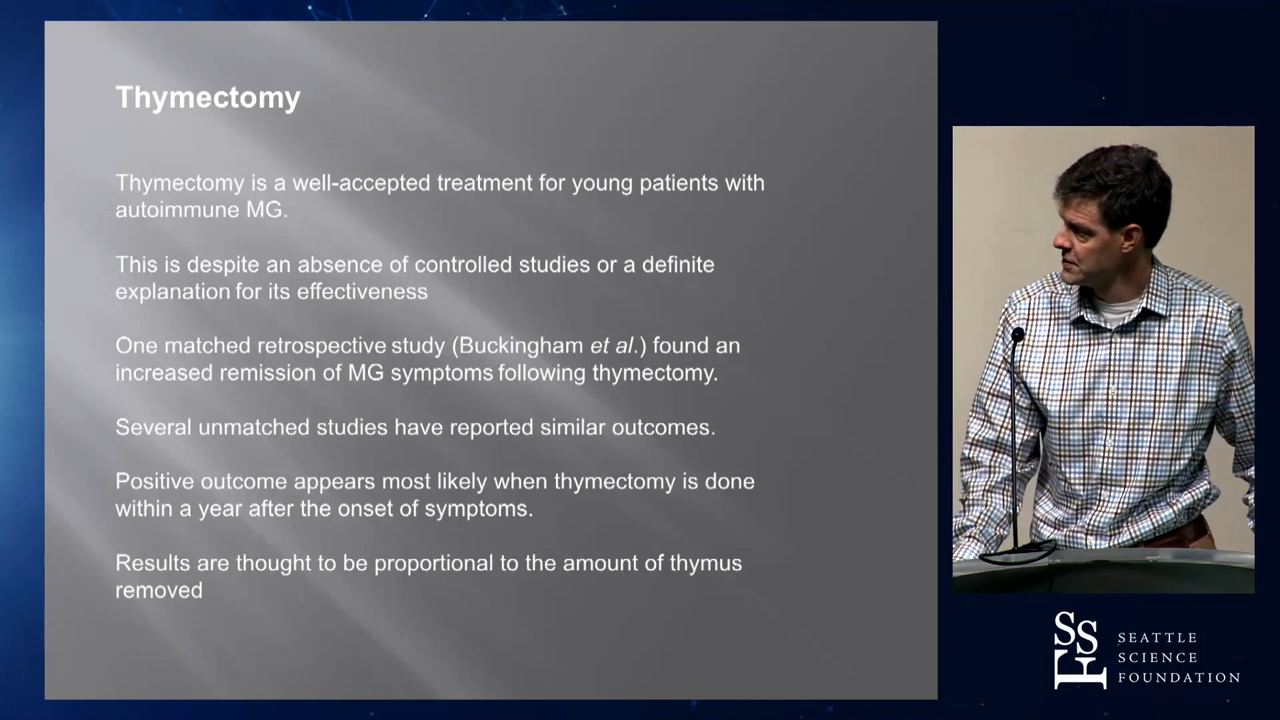 Thymectomy
Thymectomy is a well-accepted treatment for young patients with
autoimmune MG.
This is despite an absence of controlled studies or a definite
explanation for its effectiveness
One matched retrospective study (Buckingham et al.) found an
increased remission of MG symptoms following thymectomy.
Several unmatched studies have reported similar outcomes.
Positive outcome appears most likely when thymectomy is done
within a year after the onset of symptoms.
Results are thought to be proportional to the amount of thymus
removed
SSF
SEATTLE
SCIENCE
FOUNDATION